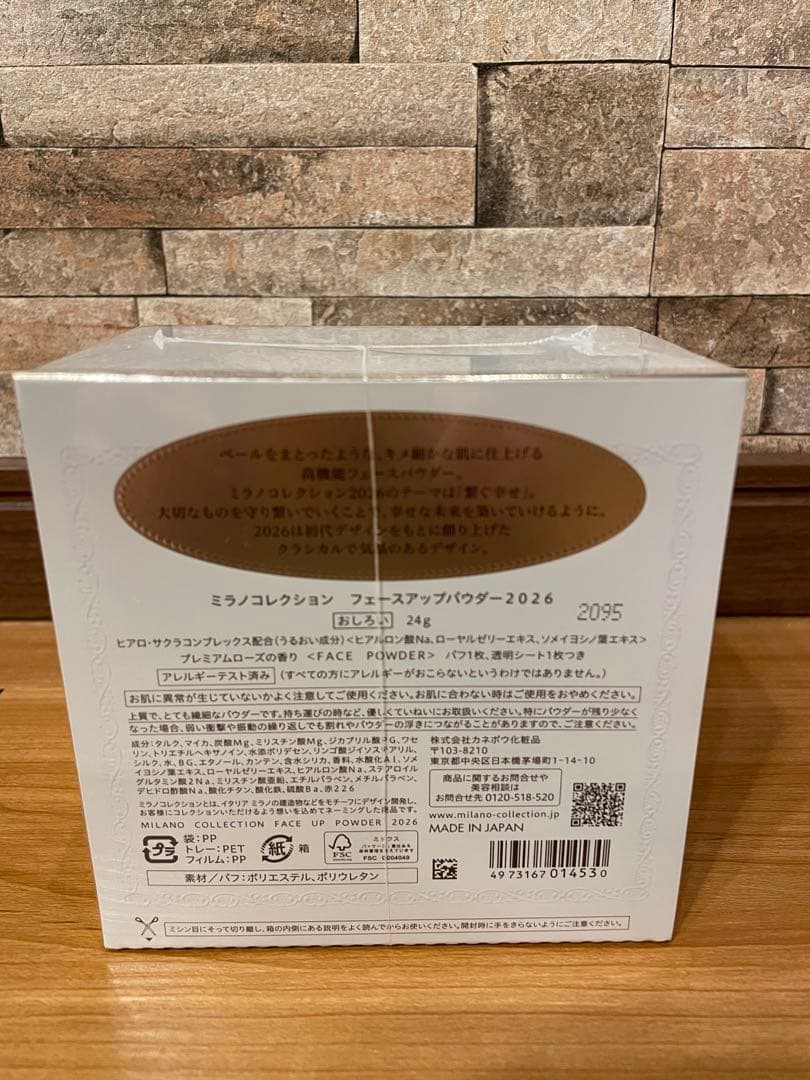 ベールをまとったような、キメ細かな肌に仕上げる
高機能フェースパウダー。
ミラノコレクション2026のテーマは「繋ぐ幸せ」。
大切なものを守り繋いでいくことで、幸せな未来を築いていけるように。
2026は初代デザインをもとに創り上げた
クラシカルで気品のあるデザイン。
ミラノコレクション　フェースアップパウダー2026
おしろい 24g
2095
ヒアロ・サクラコンプレックス配合(うるおい成分)<ヒアルロン酸Na、ローヤルゼリーエキス、ソメイヨシノ葉エキス>
プレミアムローズの香り <FACE POWDER> パフ1枚、透明シート1枚つき
アレルギーテスト済み (すべての方にアレルギーがおこらないというわけではありません。)
お肌に異常が生じていないかよく注意してご使用ください。お肌に合わない時はご使用をおやめください。
上質で、とても繊細なパウダーです。持ち運びの時など、優しくていねいにお取扱いください。特にパウダーが残り少なく
なった場合、弱い衝撃や振動の繰り返しでも割れやパウダーの浮きにつながることがありますので、ご注意ください。
成分:タルク、マイカ、炭酸Mg、ミリスチン酸Mg、ジカプリル酸ネオペンチルG、ワセ
リン、トリエチルヘキサノイン、水添ポリデセン、リンゴ酸ジイソステアリル、
シルク、水、BG、エタノール、カンテン、含水シリカ、香料、水酸化Al、ソメ
イヨシノ葉エキス、ローヤルゼリーエキス、ヒアルロン酸Na、ステアロイル
グルタミン酸2Na、ミリスチン酸亜鉛、エチルパラベン、メチルパラベン、
デヒドロ酢酸Na、酸化チタン、酸化鉄、硫酸Ba、赤226
ミラノコレクションとは、イタリア ミラノの建造物などをモチーフにデザイン開発し、
お客様にコレクションいただけるよう想いを込めてネーミングした商品です。
MILANO COLLECTION FACE UP POWDER 2026
株式会社カネボウ化粧品
〒103-8210
東京都中央区日本橋茅場町1-14-10
商品に関するお問合せや
美容相談は
お問合せ先 0120-518-520
www.milano-collection.jp
MADE IN JAPAN
プラ
袋:PP
トレー:PET
フィルム:PP
紙 箱
FSC
ミックス
FSC C004049
素材/パフ:ポリエステル、ポリウレタン
4973167014530
ミシン目にそって切り離し、箱の内側にある説明をよく読んでからお使いください。開封時に手をきらないようにご注意ください。